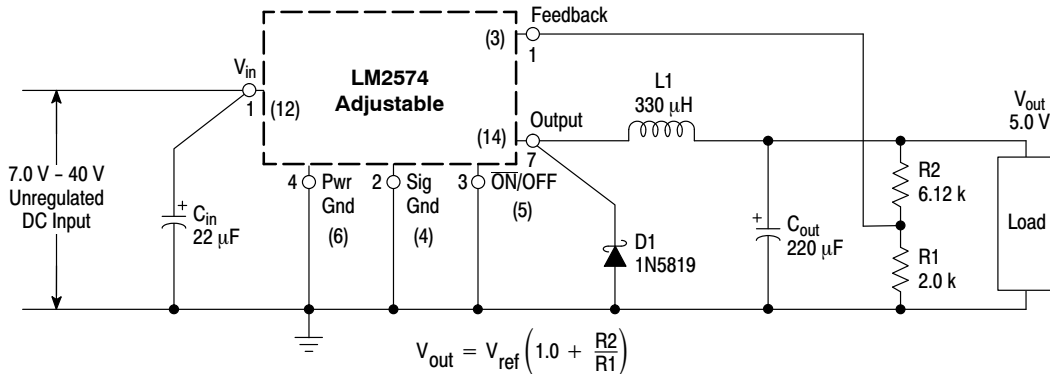 Feedback
(3)
1
V_in
LM2574
Adjustable
L1
330 μH
V_out
5.0 V
1
(12)
Output
(14)
7
7.0 V – 40 V
Unregulated
DC Input
4 Pwr
Gnd
(6)
2 Sig
Gnd
(4)
3 O̅N̅/OFF
(5)
R2
6.12 k
+
C_in
22 μF
D1
1N5819
+
C_out
220 μF
R1
2.0 k
Load
V_out = V_ref (1.0 + R2/R1)